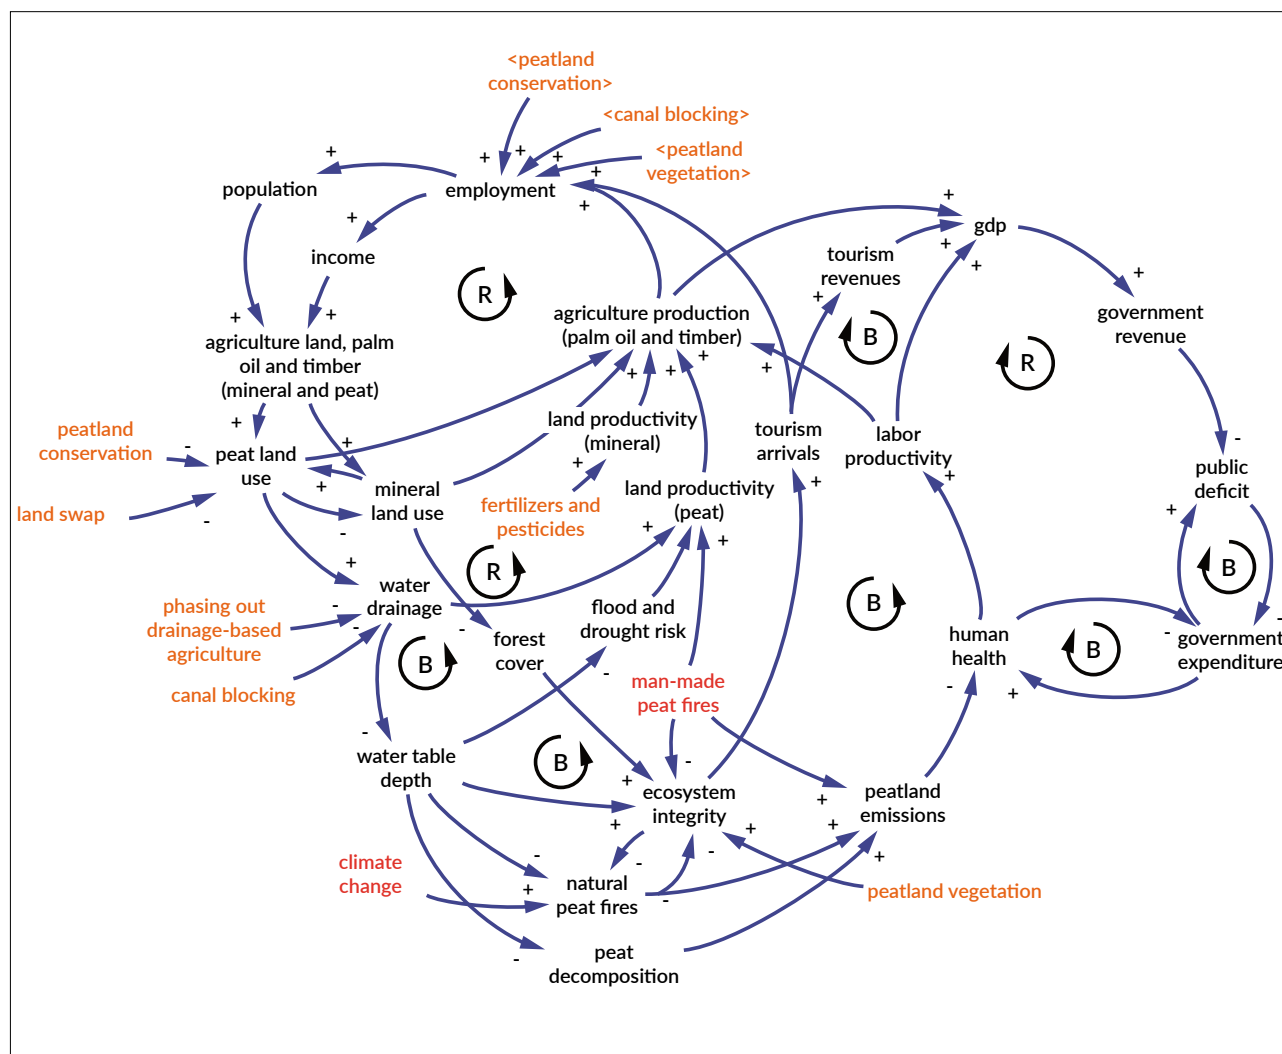 <peatland
conservation>
<canal blocking>
<peatland
vegetation>
population
employment
income
gdp
tourism
revenues
government
revenue
agriculture production
(palm oil and timber)
agriculture land, palm
oil and timber
(mineral and peat)
R
B
R
peatland
conservation
peat land
use
land swap
mineral
land use
land productivity
(mineral)
fertilizers and
pesticides
land productivity
(peat)
tourism
arrivals
labor
productivity
public
deficit
R
B
water
drainage
phasing out
drainage-based
agriculture
canal blocking
B
forest
cover
flood and
drought risk
man-made
peat fires
B
human
health
B
government
expenditure
water table
depth
B
ecosystem
integrity
peatland
emissions
climate
change
natural
peat fires
peatland vegetation
peat
decomposition